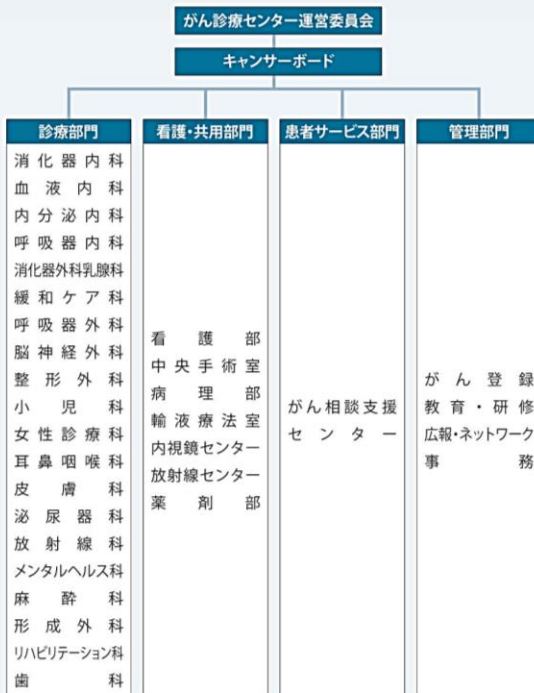 がん診療センター運営委員会
キャンサーボード
診療部門
消化器内科
血液内科
内分泌内科
呼吸器内科
消化器外科乳腺科
緩和ケア科
呼吸器外科
脳神経外科
整形外科
小児科
女性診療科
耳鼻咽喉科
皮膚科
泌尿器科
放射線科
メンタルヘルス科
麻酔科
形成外科
リハビリテーション科
歯科
看護・共用部門
看護部
中央手術室
病理部
輸液療法室
内視鏡センター
放射線センター
薬剤部
患者サービス部門
がん相談支援
センター
管理部門
がん登録
教育・研修
広報・ネットワーク
事務